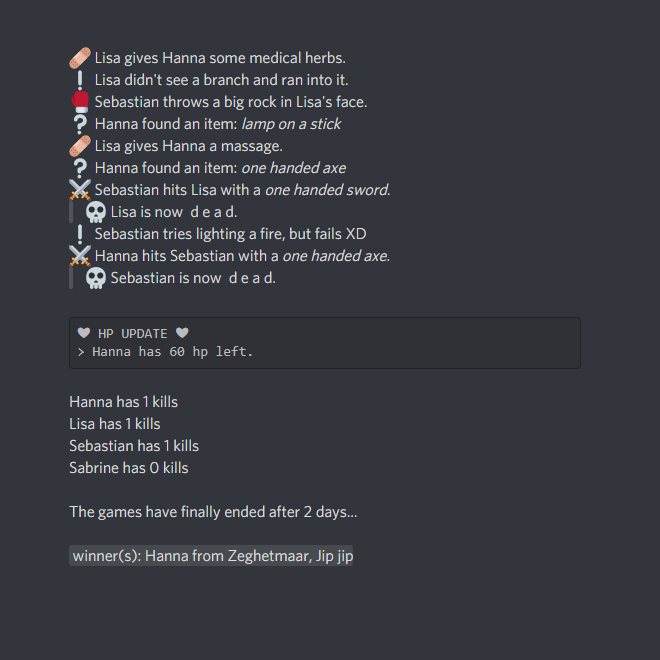 Lisa gives Hanna some medical herbs.
Lisa didn't see a branch and ran into it.
Sebastian throws a big rock in Lisa's face.
Hanna found an item: lamp on a stick
Lisa gives Hanna a massage.
Hanna found an item: one handed axe
Sebastian hits Lisa with a one handed sword.
Lisa is now d e a d.
Sebastian tries lighting a fire, but fails XD
Hanna hits Sebastian with a one handed axe.
Sebastian is now d e a d.
♥ HP UPDATE ♥
> Hanna has 60 hp left.
Hanna has 1 kills
Lisa has 1 kills
Sebastian has 1 kills
Sabrine has 0 kills
The games have finally ended after 2 days...
winner(s): Hanna from Zeghetmaar, Jip jip